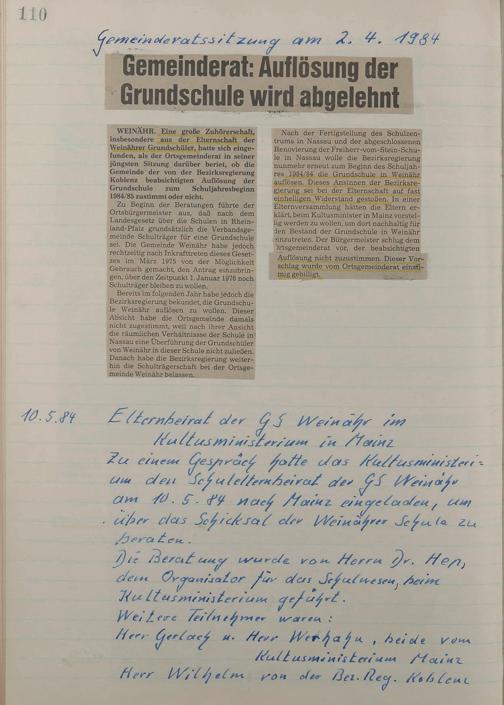 110
Gemeinderatssitzung am 2. 4. 1984
Gemeinderat: Auflösung der
Grundschule wird abgelehnt
WEINÄHR. Eine große Zuhörerschaft,
insbesondere aus der Elternschaft der
Weinährer Grundschüler, hatte sich einge-
funden, als der Ortsgemeinderat in seiner
jüngsten Sitzung darüber beriet, ob die
Gemeinde der von der Bezirksregierung
Koblenz beabsichtigten Auflösung der
Grundschule zum Schuljahresbeginn
1984/85 zustimmt oder nicht.
Zu Beginn der Beratungen führte der
Ortsbürgermeister aus, daß nach dem
Landesgesetz über die Schulen in Rhein-
land-Pfalz grundsätzlich die Verbandsge-
meinde Schulträger für eine Grundschule
sei. Die Gemeinde Weinähr habe jedoch
rechtzeitig nach Inkrafttreten dieses Geset-
zes im März 1975 von der Möglichkeit
Gebrauch gemacht, den Antrag einzubrin-
gen, über den Zeitpunkt 1. Januar 1976 noch
Schulträger bleiben zu wollen.
Bereits im folgenden Jahr habe jedoch die
Bezirksregierung bekundet, die Grundschu-
le Weinähr auflösen zu wollen. Dieser
Absicht habe die Ortsgemeinde damals
nicht zugestimmt, weil nach ihrer Ansicht
die räumlichen Verhältnisse der Schule in
Nassau eine Überführung der Grundschüler
von Weinähr in dieser Schule nicht zuließen.
Danach habe die Bezirksregierung weiter-
hin die Schulträgerschaft bei der Ortsge-
meinde Weinähr belassen.
Nach der Fertigstellung des Schulzen-
trums in Nassau und der abgeschlossenen
Renovierung der Freiherr-vom-Stein-Schu-
le in Nassau wolle die Bezirksregierung
nunmehr erneut zum Beginn des Schuljah-
res 1984/85 die Grundschule in Weinähr
auflösen. Dieses Ansinnen der Bezirksre-
gierung sei bei der Elternschaft auf fast
einhelligen Widerstand gestoßen. In einer
Elternversammlung hätten die Eltern er-
klärt, beim Kultusminister in Mainz vorstel-
lig werden zu wollen, um dort nachhaltig für
den Bestand der Grundschule in Weinähr
einzutreten. Der Bürgermeister schlug dem
Ortsgemeinderat vor, der beabsichtigten
Auflösung nicht zuzustimmen. Dieser Vor-
schlag wurde vom Ortsgemeinderat einstim-
mig gebilligt.
10.5.84 Elternbeirat der GS Weinähr im
Kultusministerium in Mainz
Zu einem Gespräch hatte das Kultusministeri=
um den Schulelternbeirat der GS Weinähr
am 10. 5. 84 nach Mainz eingeladen, um
über das Schicksal der Weinährer Schule zu
beraten.
Die Beratung wurde von Herrn Dr. Hep,
dem Organisator für das Schulwesen, beim
Kultusministerium geführt.
Weitere Teilnehmer waren:
Herr Gerlach u. Herr Werhahn, beide vom
Kultusministerium Mainz
Herr Wilhelm von der Bez. Reg. Koblenz